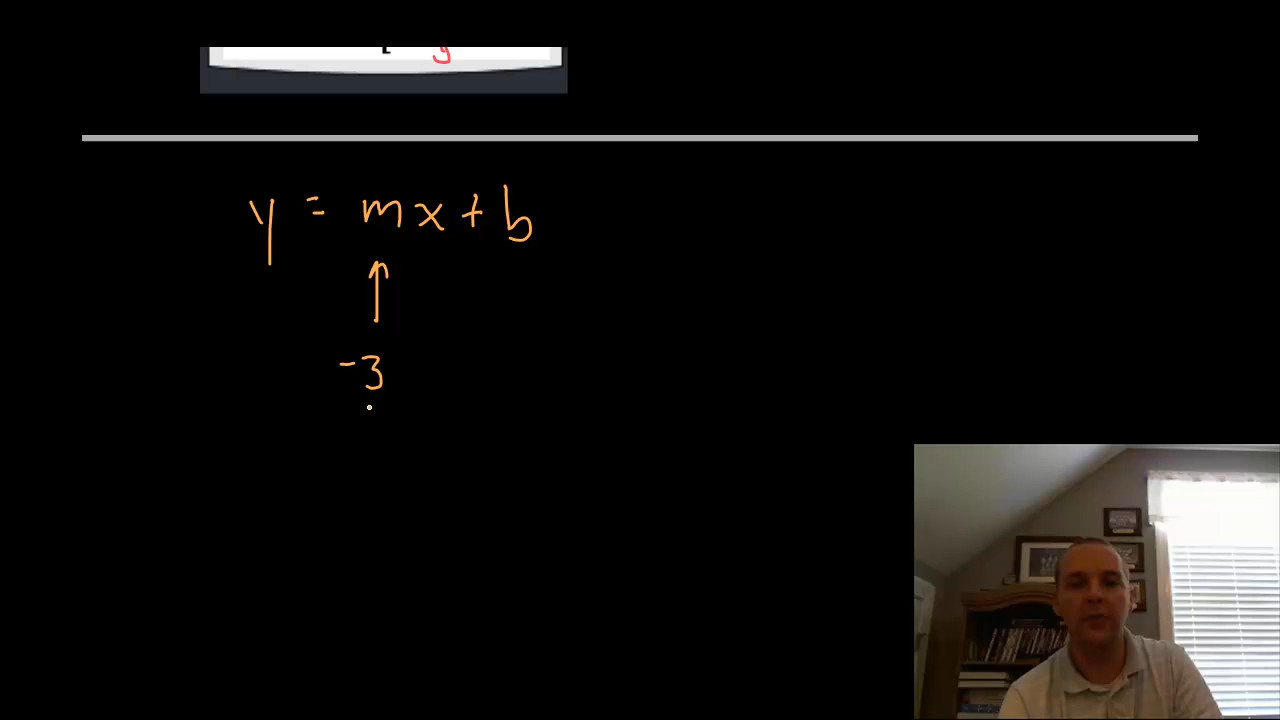 y
y = mx + b
-3